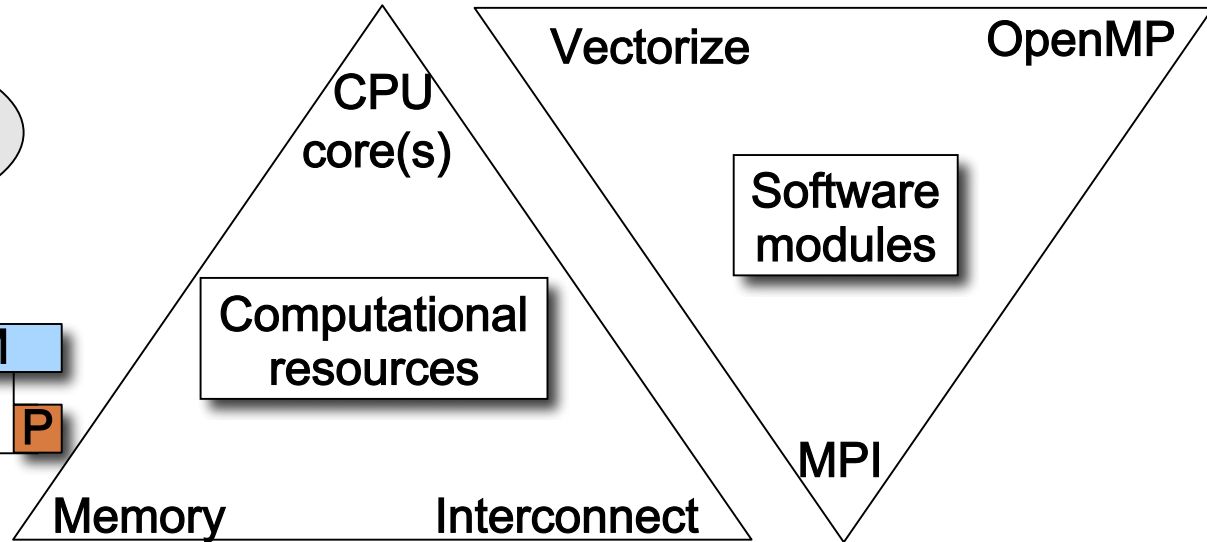 Vectorize
OpenMP
CPU
core(s)
Software
modules
Computational
resources
P
MPI
Memory
Interconnect